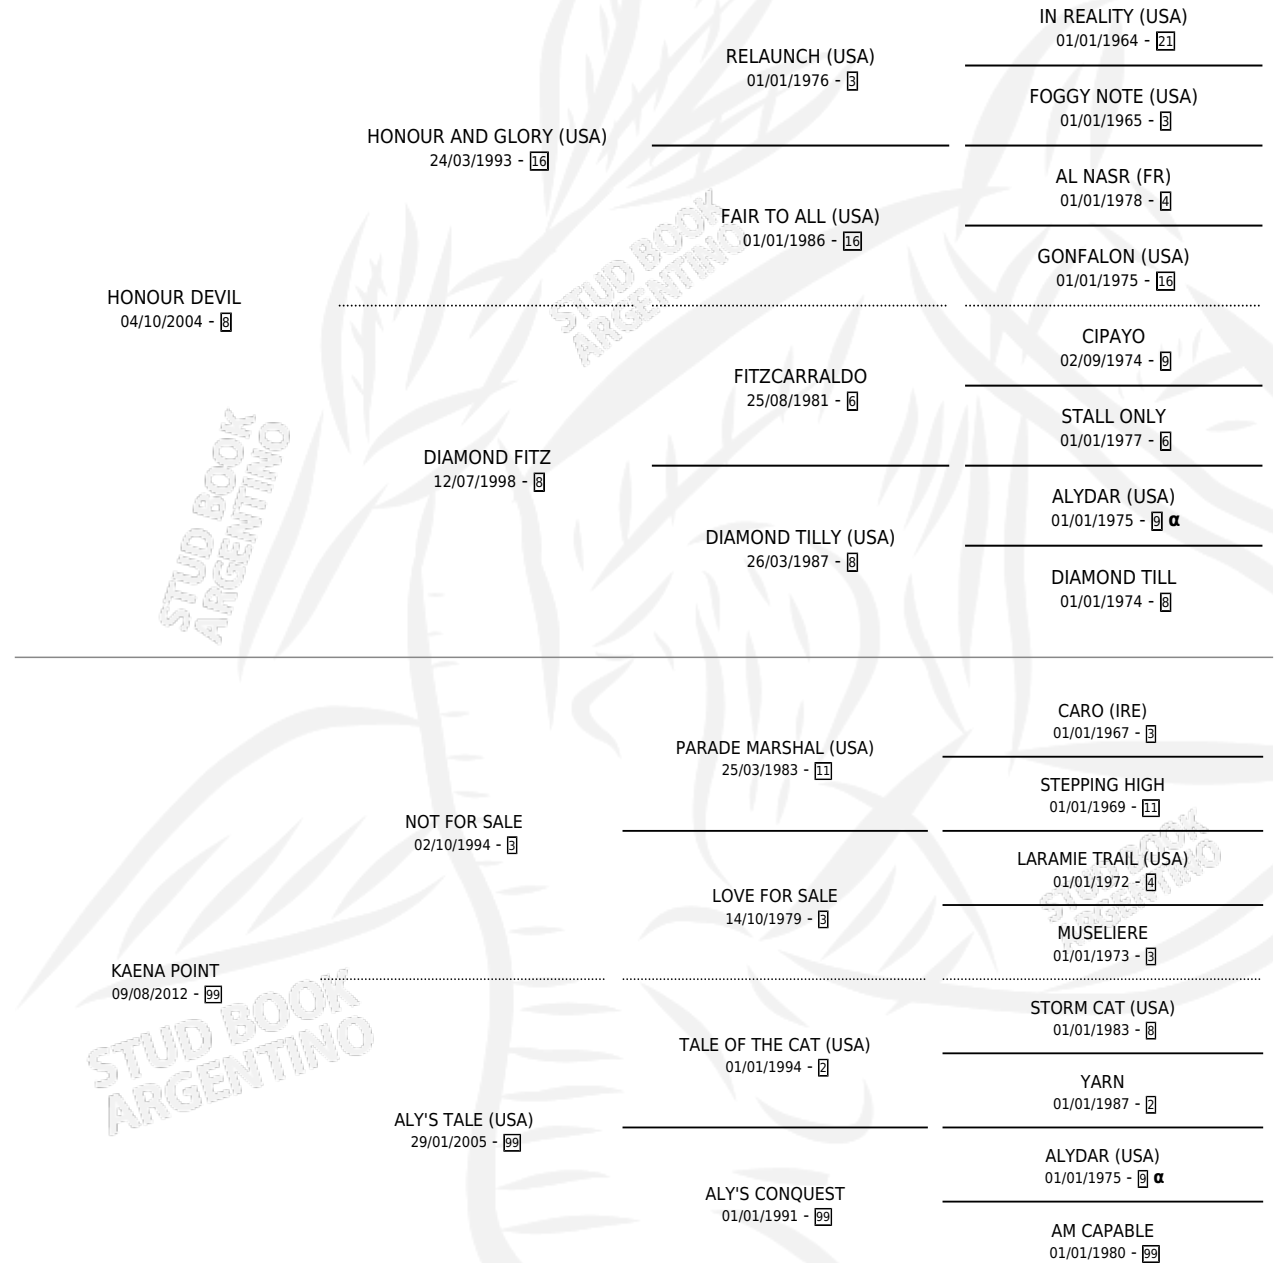 IN REALITY (USA)
01/01/1964 - 21
RELAUNCH (USA)
01/01/1976 - 3
FOGGY NOTE (USA)
01/01/1965 - 3
HONOUR AND GLORY (USA)
24/03/1993 - 16
AL NASR (FR)
01/01/1978 - 4
FAIR TO ALL (USA)
01/01/1986 - 16
GONFALON (USA)
01/01/1975 - 16
HONOUR DEVIL
04/10/2004 - 8
CIPAYO
02/09/1974 - 9
FITZCARRALDO
25/08/1981 - 6
STALL ONLY
01/01/1977 - 6
DIAMOND FITZ
12/07/1998 - 8
ALYDAR (USA)
01/01/1975 - 9 α
DIAMOND TILLY (USA)
26/03/1987 - 8
DIAMOND TILL
01/01/1974 - 8
CARO (IRE)
01/01/1967 - 3
PARADE MARSHAL (USA)
25/03/1983 - 11
STEPPING HIGH
01/01/1969 - 11
NOT FOR SALE
02/10/1994 - 3
LARAMIE TRAIL (USA)
01/01/1972 - 4
LOVE FOR SALE
14/10/1979 - 3
MUSELIERE
01/01/1973 - 3
KAENA POINT
09/08/2012 - 99
STORM CAT (USA)
01/01/1983 - 8
TALE OF THE CAT (USA)
01/01/1994 - 2
YARN
01/01/1987 - 2
ALY'S TALE (USA)
29/01/2005 - 99
ALYDAR (USA)
01/01/1975 - 9 α
ALY'S CONQUEST
01/01/1991 - 99
AM CAPABLE
01/01/1980 - 99
STUD BOOK
ARGENTINO
STUD BOOK
ARGENTINO
STUD BOOK
ARGENTINO
STUD BOOK
ARGENTINO